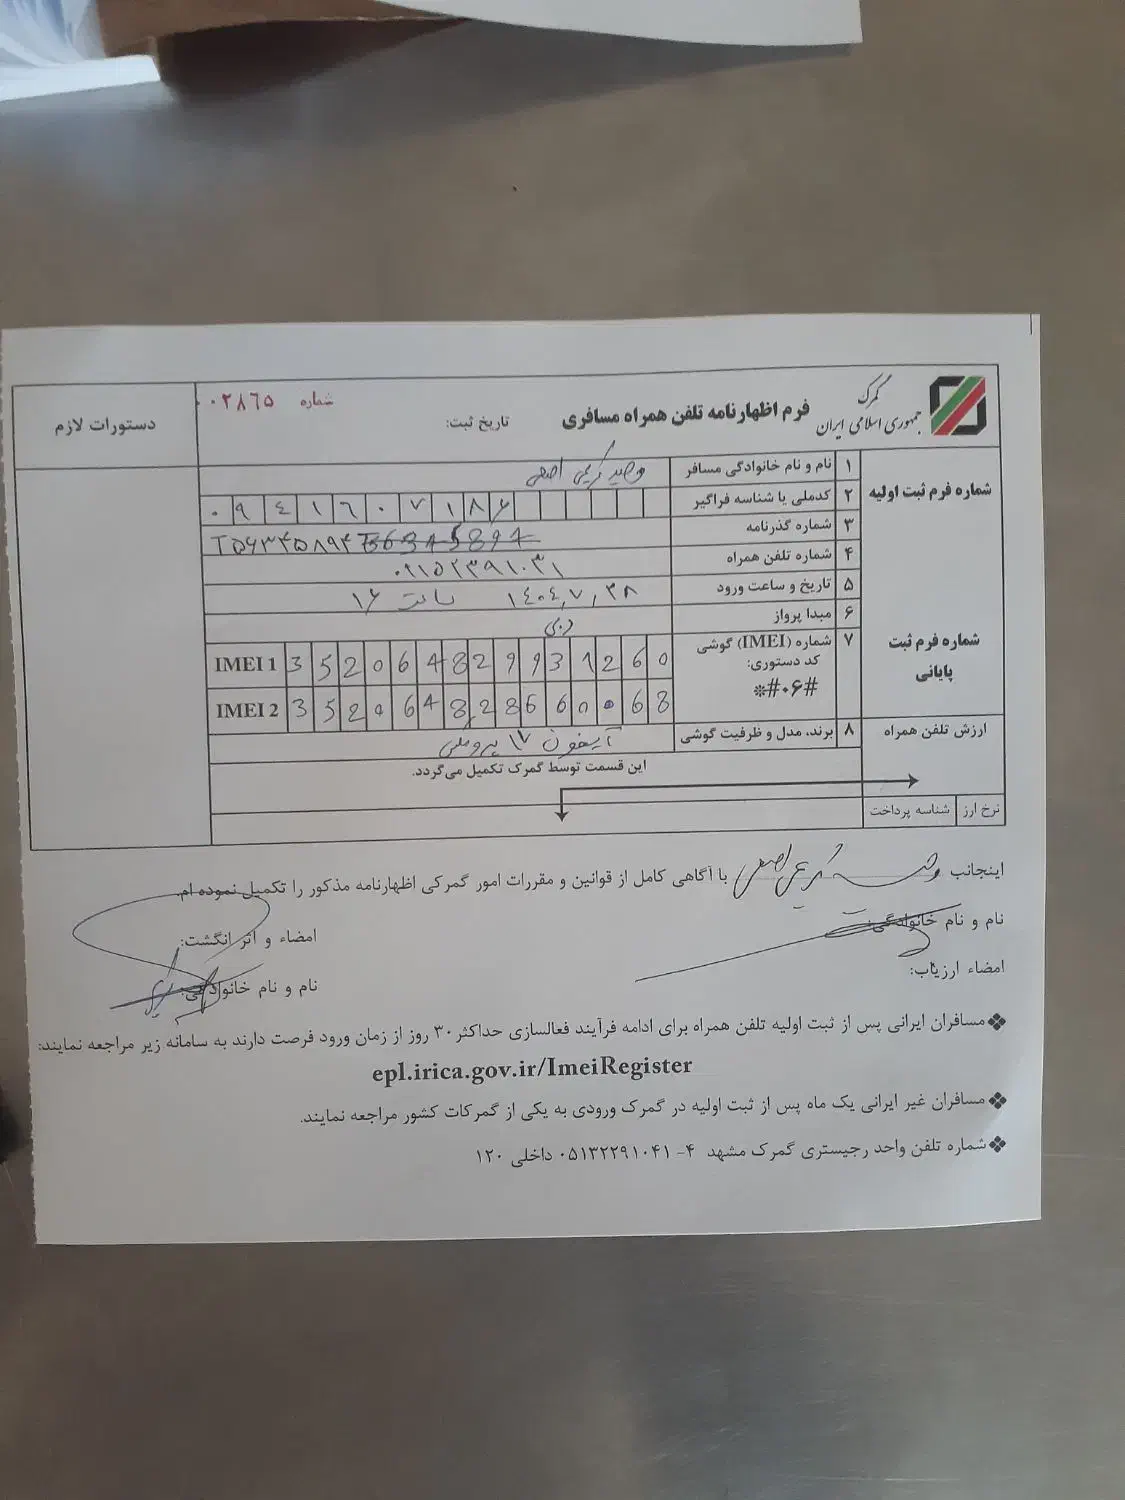 گمرک
جمهوری اسلامی ایران
فرم اظهارنامه تلفن همراه مسافری
تاریخ ثبت:
شماره ۰۰۲۸۶۵
دستورات لازم
شماره فرم ثبت اولیه
۱ نام و نام خانوادگی مسافر وحید کریمی اصل
۲ کدملی یا شناسه فراگیر ۰۹۴۱۶۰۷۱۸۶
۳ شماره گذرنامه T۵۶۳۴۵۸۹۴
۴ شماره تلفن همراه ۰۹۱۵۲۳۹۱۰۳۱
۵ تاریخ و ساعت ورود ۱۴۰۴,۷,۲۸ ساعت ۱۶
۶ مبدا پرواز دبی
شماره فرم ثبت پایانی
۷ شماره (IMEI) گوشی
کد دستوری:
*#۰۶#
IMEI 1 352064829931260
IMEI 2 352064828660068
۸ برند، مدل و ظرفیت گوشی آیفون ۱۷ پرومکس
ارزش تلفن همراه
این قسمت توسط گمرک تکمیل می‌گردد.
نرخ ارز شناسه پرداخت
اینجانب وحید کریمی اصل با آگاهی کامل از قوانین و مقررات امور گمرکی اظهارنامه مذکور را تکمیل نموده ام.
نام و نام خانوادگی:
امضاء و اثر انگشت:
امضاء ارزیاب:
نام و نام خانوادگی:
❖مسافران ایرانی پس از ثبت اولیه تلفن همراه برای ادامه فرآیند فعالسازی حداکثر ۳۰ روز از زمان ورود فرصت دارند به سامانه زیر مراجعه نمایند:
epl.irica.gov.ir/ImeiRegister
❖مسافران غیر ایرانی یک ماه پس از ثبت اولیه در گمرک ورودی به یکی از گمرکات کشور مراجعه نمایند.
❖شماره تلفن واحد رجیستری گمرک مشهد ۴- ۰۵۱۳۲۲۹۱۰۴۱ داخلی ۱۲۰